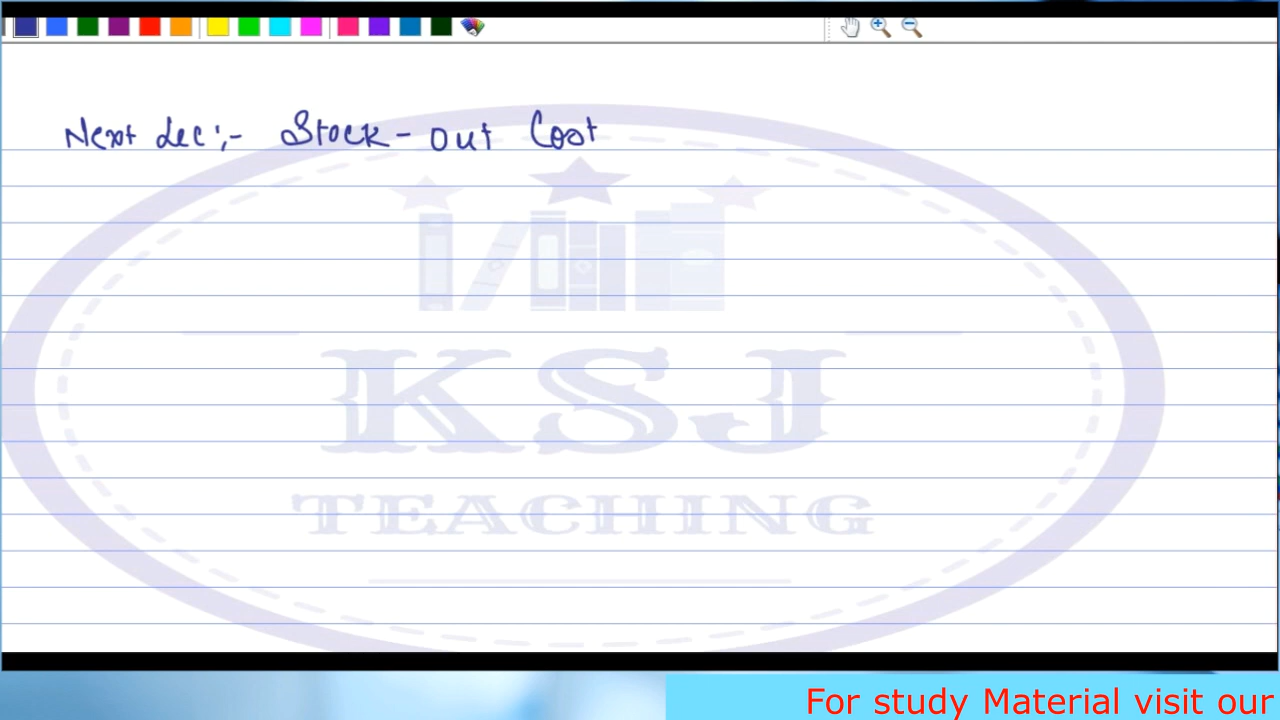 Next Lec :- Stock - out Cost
KSJ
TEACHING
For study Material visit our